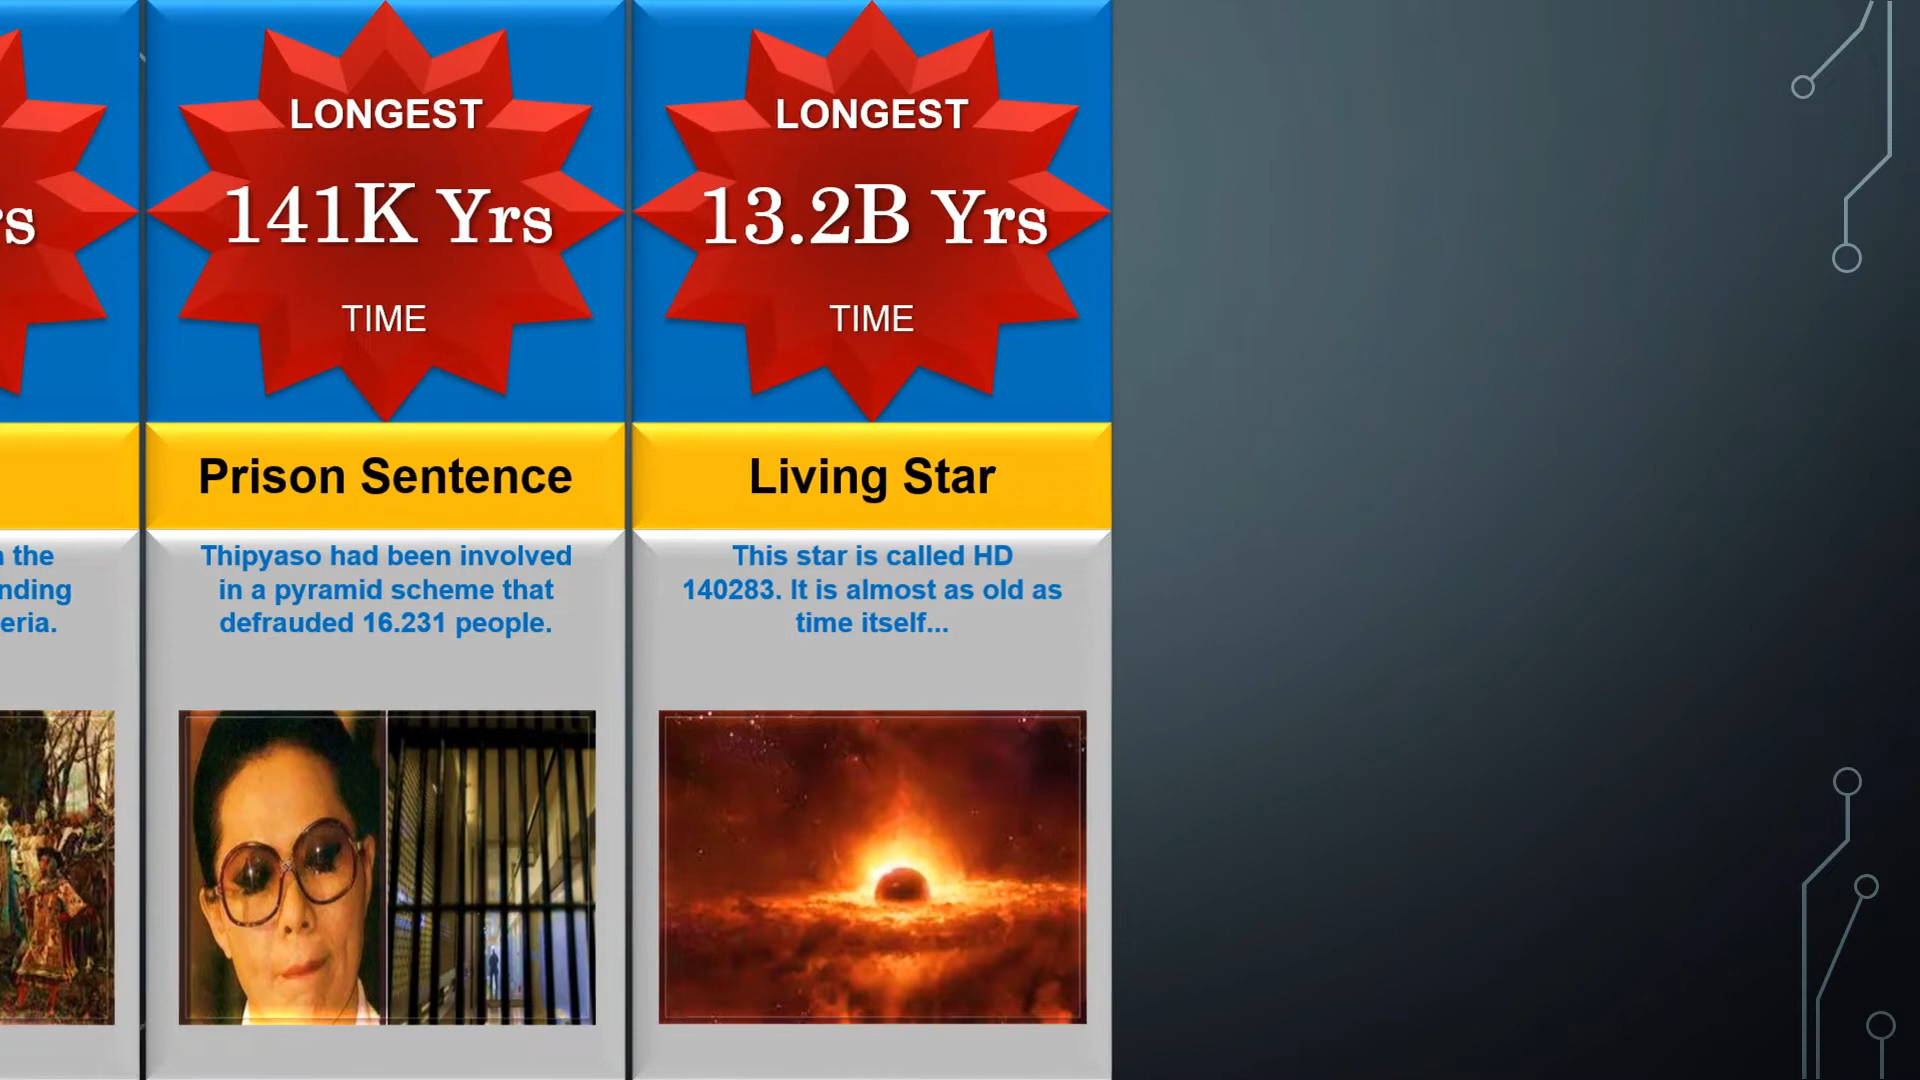 LONGEST
141K Yrs
TIME
Prison Sentence
Thipyaso had been involved
in a pyramid scheme that
defrauded 16.231 people.
LONGEST
13.2B Yrs
TIME
Living Star
This star is called HD
140283. It is almost as old as
time itself...
the